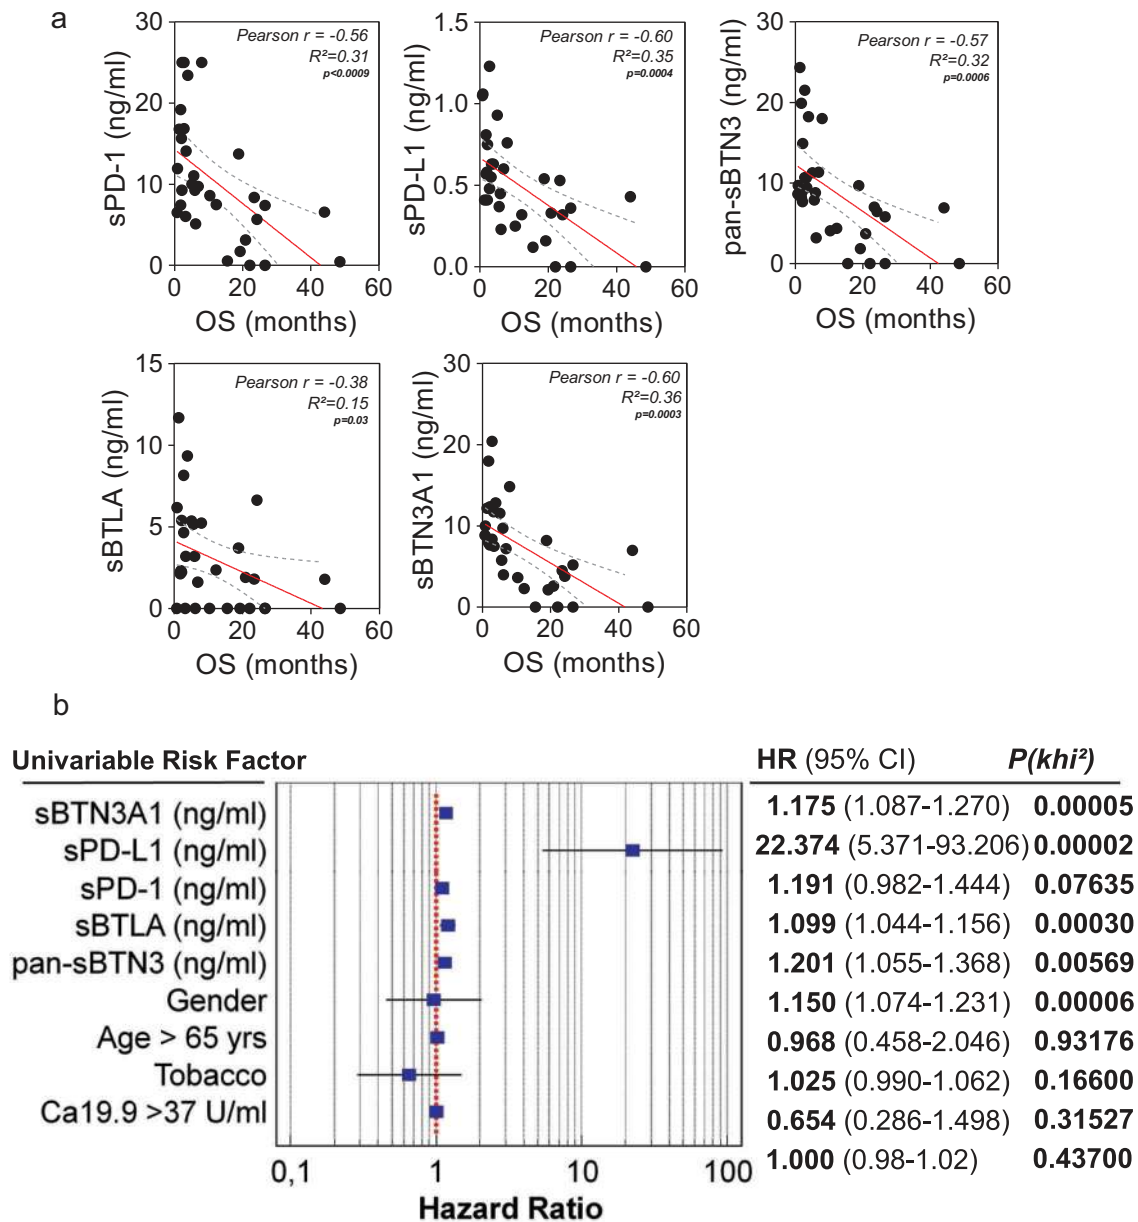 a
30
20
10
0
sPD-1 (ng/ml)
Pearson r = -0.56
R²=0.31
p<0.0009
0 20 40 60
OS (months)
1.5
1.0
0.5
0.0
sPD-L1 (ng/ml)
Pearson r = -0.60
R²=0.35
p=0.0004
0 20 40 60
OS (months)
30
20
10
0
pan-sBTN3 (ng/ml)
Pearson r = -0.57
R²=0.32
p=0.0006
0 20 40 60
OS (months)
15
10
5
0
sBTLA (ng/ml)
Pearson r = -0.38
R²=0.15
p=0.03
0 20 40 60
OS (months)
30
20
10
0
sBTN3A1 (ng/ml)
Pearson r = -0.60
R²=0.36
p=0.0003
0 20 40 60
OS (months)
b
Univariable Risk Factor HR (95% CI) P(khi²)
sBTN3A1 (ng/ml) 1.175 (1.087-1.270) 0.00005
sPD-L1 (ng/ml) 22.374 (5.371-93.206) 0.00002
sPD-1 (ng/ml) 1.191 (0.982-1.444) 0.07635
sBTLA (ng/ml) 1.099 (1.044-1.156) 0.00030
pan-sBTN3 (ng/ml) 1.201 (1.055-1.368) 0.00569
Gender 1.150 (1.074-1.231) 0.00006
Age > 65 yrs 0.968 (0.458-2.046) 0.93176
Tobacco 1.025 (0.990-1.062) 0.16600
Ca19.9 >37 U/ml 0.654 (0.286-1.498) 0.31527
1.000 (0.98-1.02) 0.43700
0,1 1 10 100
Hazard Ratio